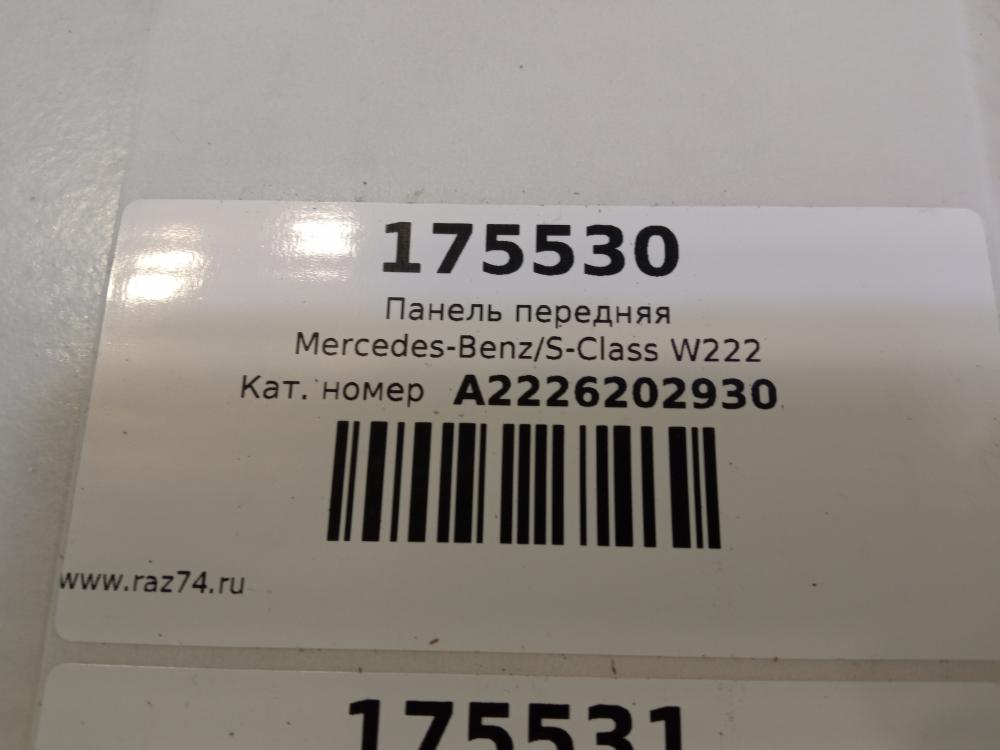 175530
Панель передняя
Mercedes-Benz/S-Class W222
Кат. номер A2226202930
www.raz74.ru
175531